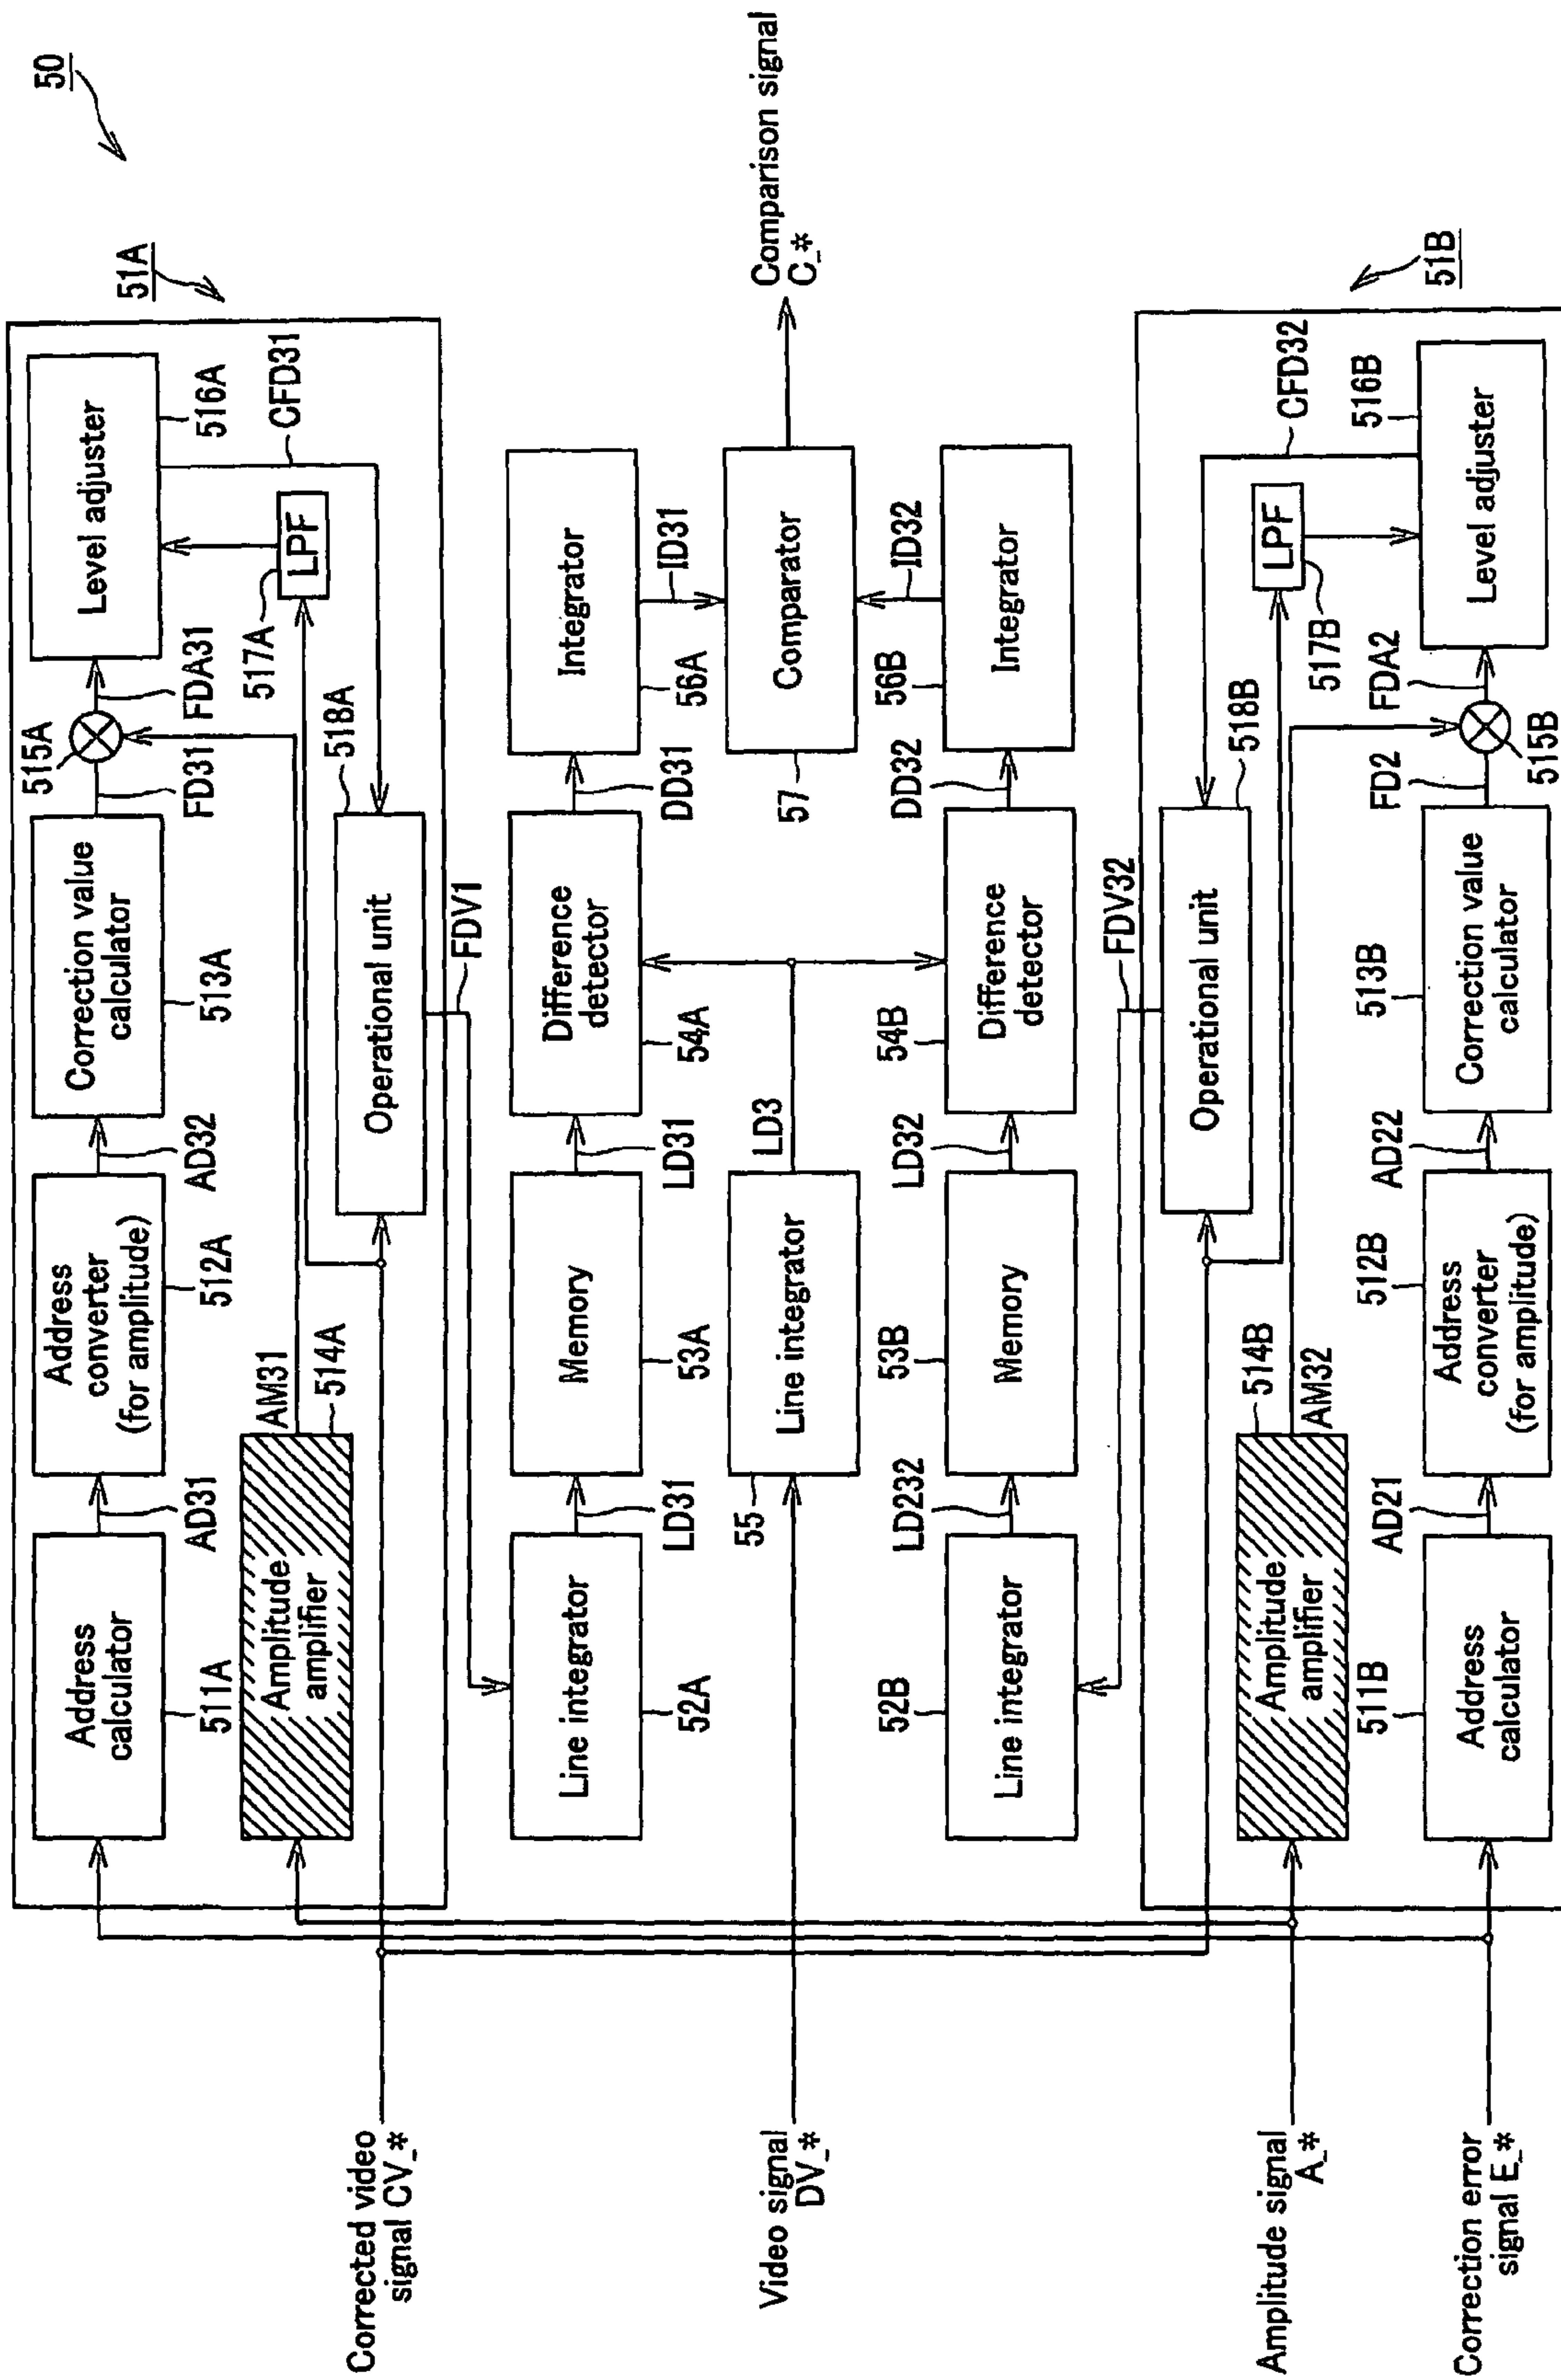 50
51A
Address
calculator
511A
AD31
Address
converter
(for amplitude)
512A
AD32
Correction value
calculator
513A
FD31
515A
FDA31
Level adjuster
516A
Amplitude
amplifier
AM31
514A
517A
LPF
CFD31
518A
Operational unit
FDV1
Corrected video
signal CV_*
Line integrator
52A
LD31
Memory
53A
LD31
Difference
detector
54A
DD31
Integrator
56A
ID31
Video signal
DV_*
55
Line integrator
LD3
57
Comparator
Comparison signal
C_*
52B
Line integrator
LD232
53B
Memory
LD32
54B
Difference
detector
DD32
56B
Integrator
ID32
51B
FDV32
Operational unit
518B
CFD32
LPF
517B
Amplitude signal
A_*
Amplitude
amplifier
514B
AM32
Correction error
signal E_*
511B
Address
calculator
AD21
512B
Address
converter
(for amplitude)
AD22
513B
Correction value
calculator
FD2
515B
FDA2
516B
Level adjuster